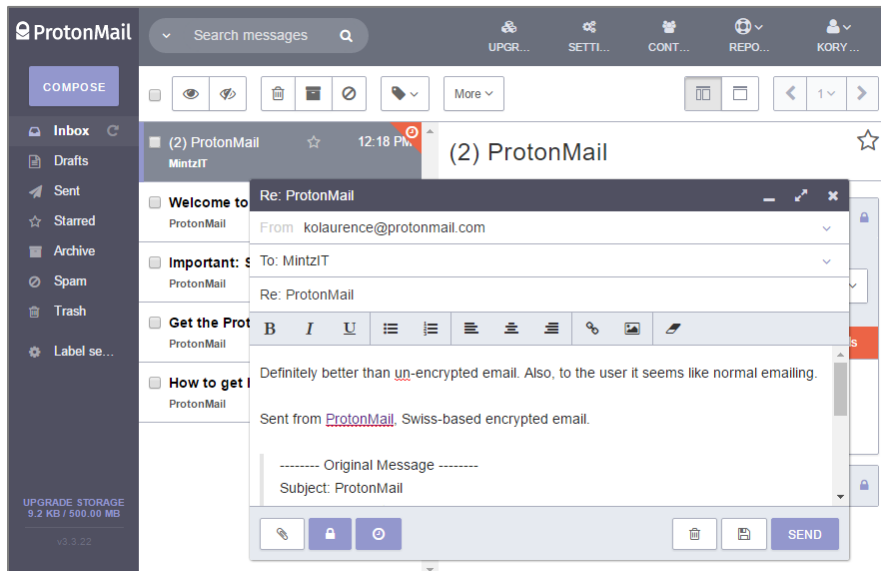 ProtonMail
Search messages
UPGR...
SETTI...
CONT...
REPO...
KORY...
COMPOSE
More
1
Inbox
Drafts
Sent
Starred
Archive
Spam
Trash
Label se...
UPGRADE STORAGE
9.2 KB / 500.00 MB
v3.3.22
(2) ProtonMail
12:18 PM
MintzIT
Welcome to
ProtonMail
Important: S
ProtonMail
Get the Prot
ProtonMail
How to get
ProtonMail
(2) ProtonMail
Re: ProtonMail
From kolaurence@protonmail.com
To: MintzIT
Re: ProtonMail
B I U
Definitely better than un-encrypted email. Also, to the user it seems like normal emailing.
Sent from ProtonMail, Swiss-based encrypted email.
-------- Original Message --------
Subject: ProtonMail
SEND